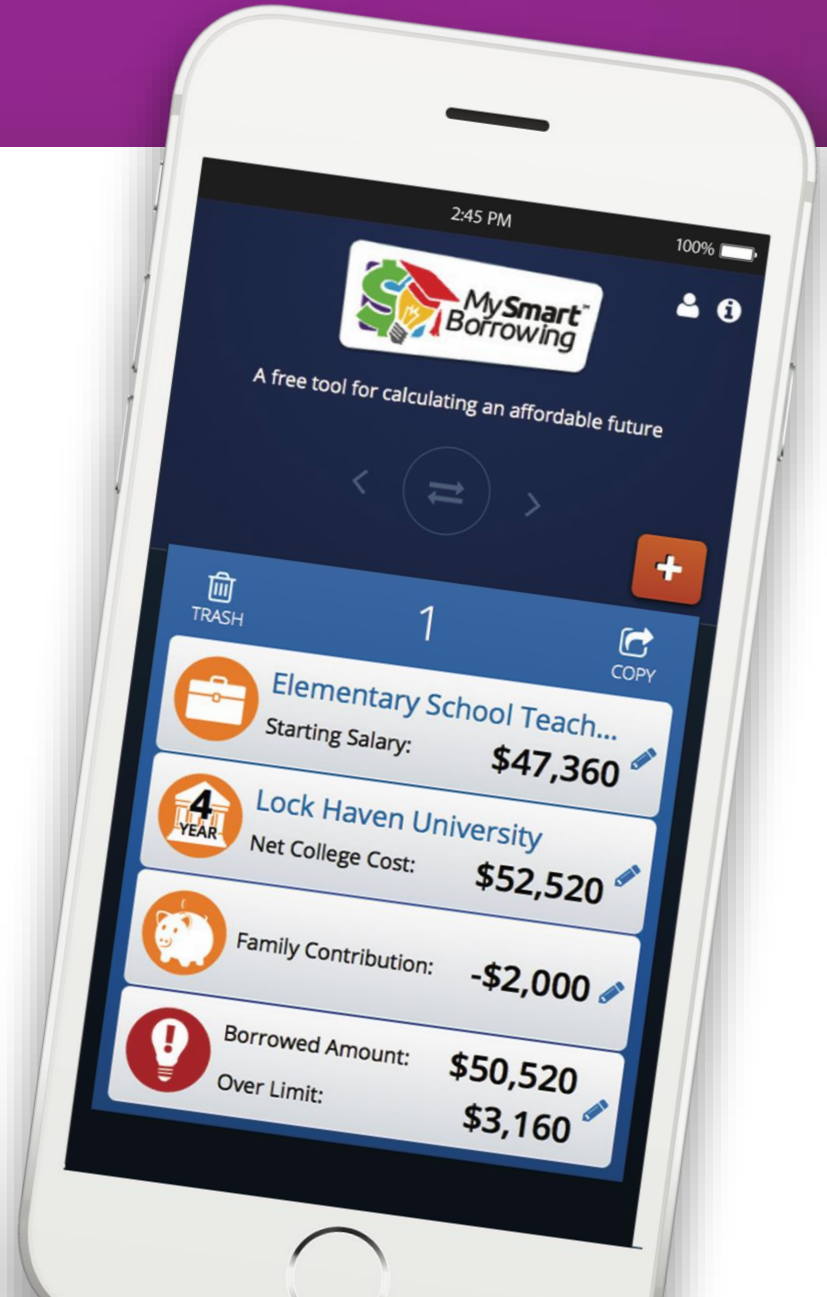 2:45 PM
100%
My Smart℠
Borrowing
A free tool for calculating an affordable future
TRASH
1
COPY
Elementary School Teach...
Starting Salary:
$47,360
4
YEAR
Lock Haven University
Net College Cost:
$52,520
Family Contribution:
-$2,000
Borrowed Amount:
$50,520
Over Limit:
$3,160